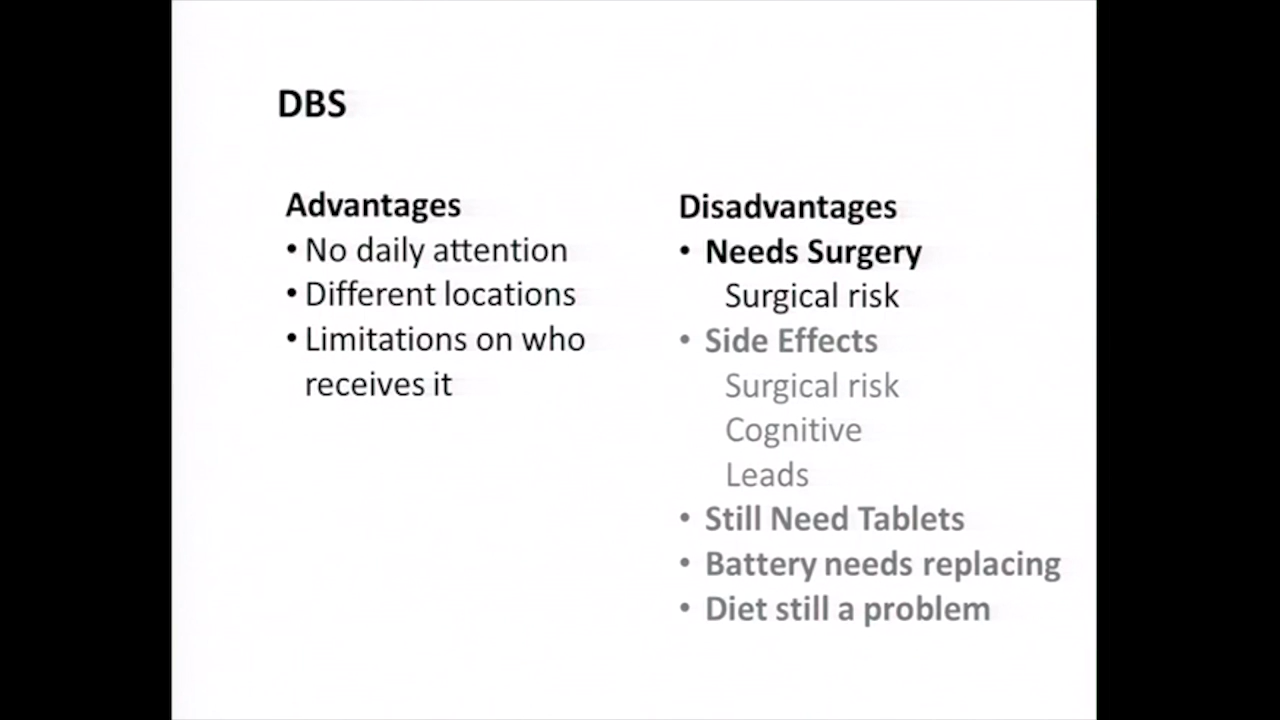 DBS
Advantages
• No daily attention
• Different locations
• Limitations on who
receives it
Disadvantages
• Needs Surgery
Surgical risk
• Side Effects
Surgical risk
Cognitive
Leads
• Still Need Tablets
• Battery needs replacing
• Diet still a problem